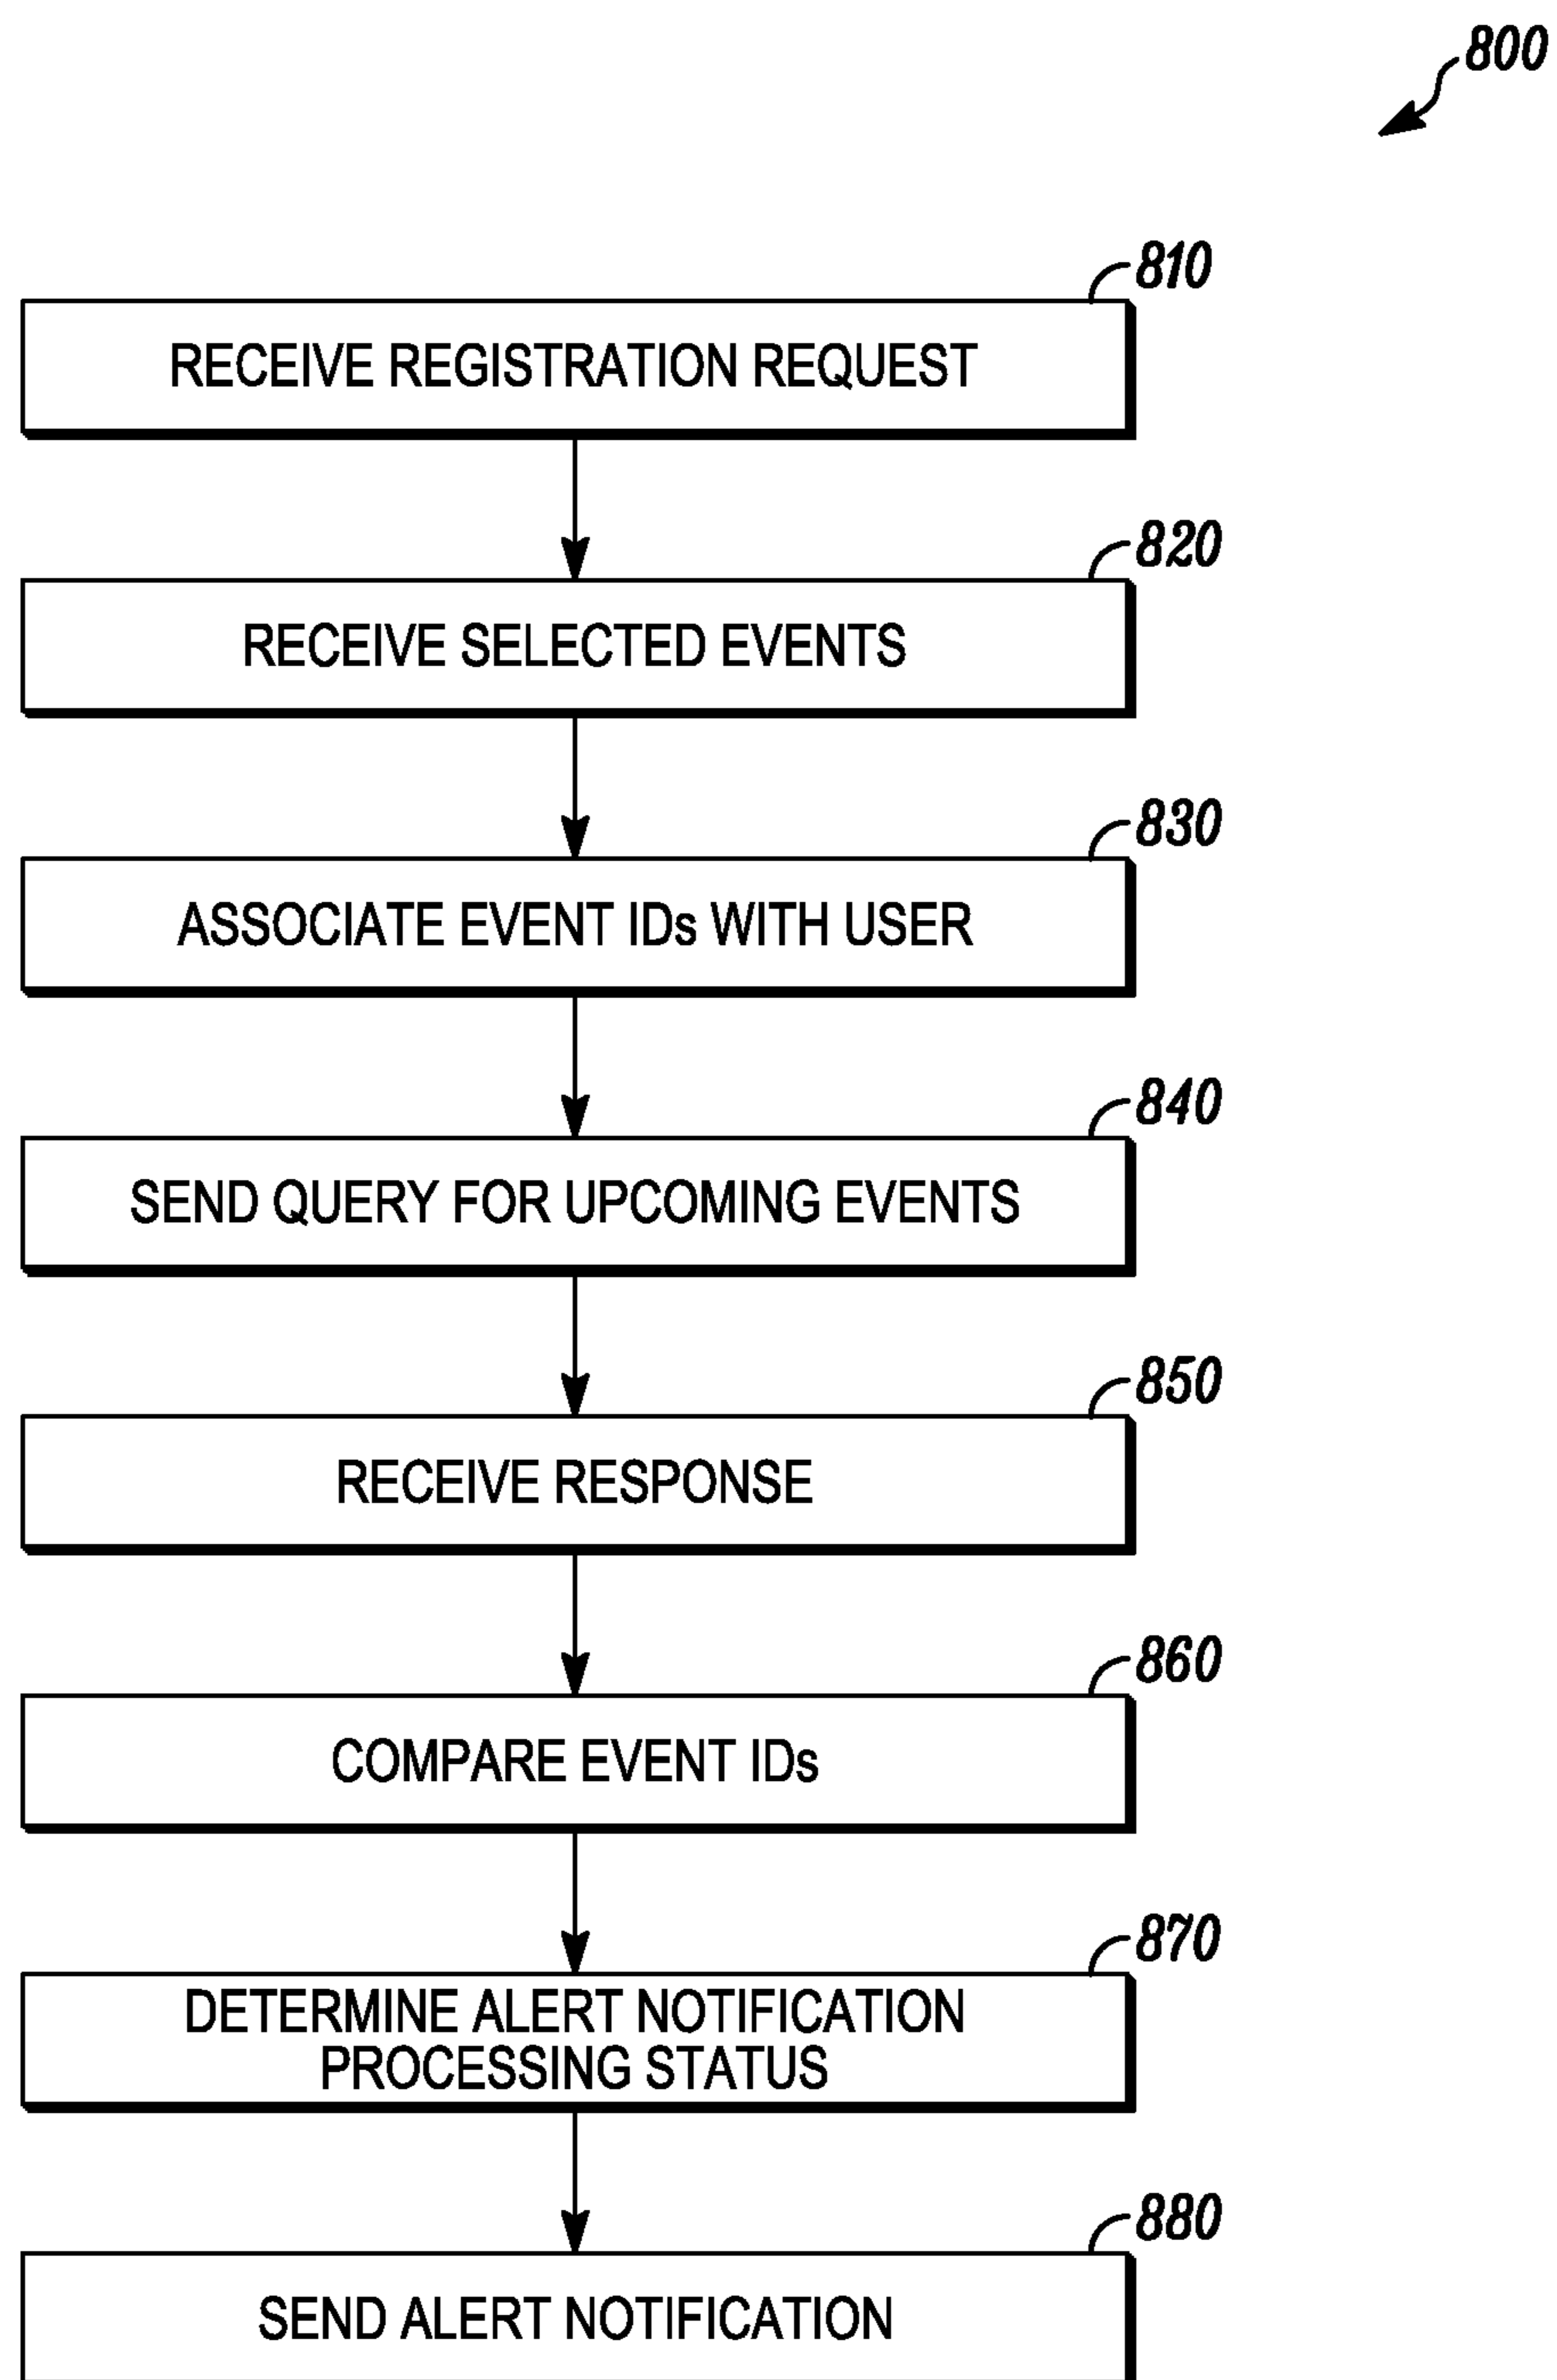 800
810
RECEIVE REGISTRATION REQUEST
820
RECEIVE SELECTED EVENTS
830
ASSOCIATE EVENT IDs WITH USER
840
SEND QUERY FOR UPCOMING EVENTS
850
RECEIVE RESPONSE
860
COMPARE EVENT IDs
870
DETERMINE ALERT NOTIFICATION
PROCESSING STATUS
880
SEND ALERT NOTIFICATION